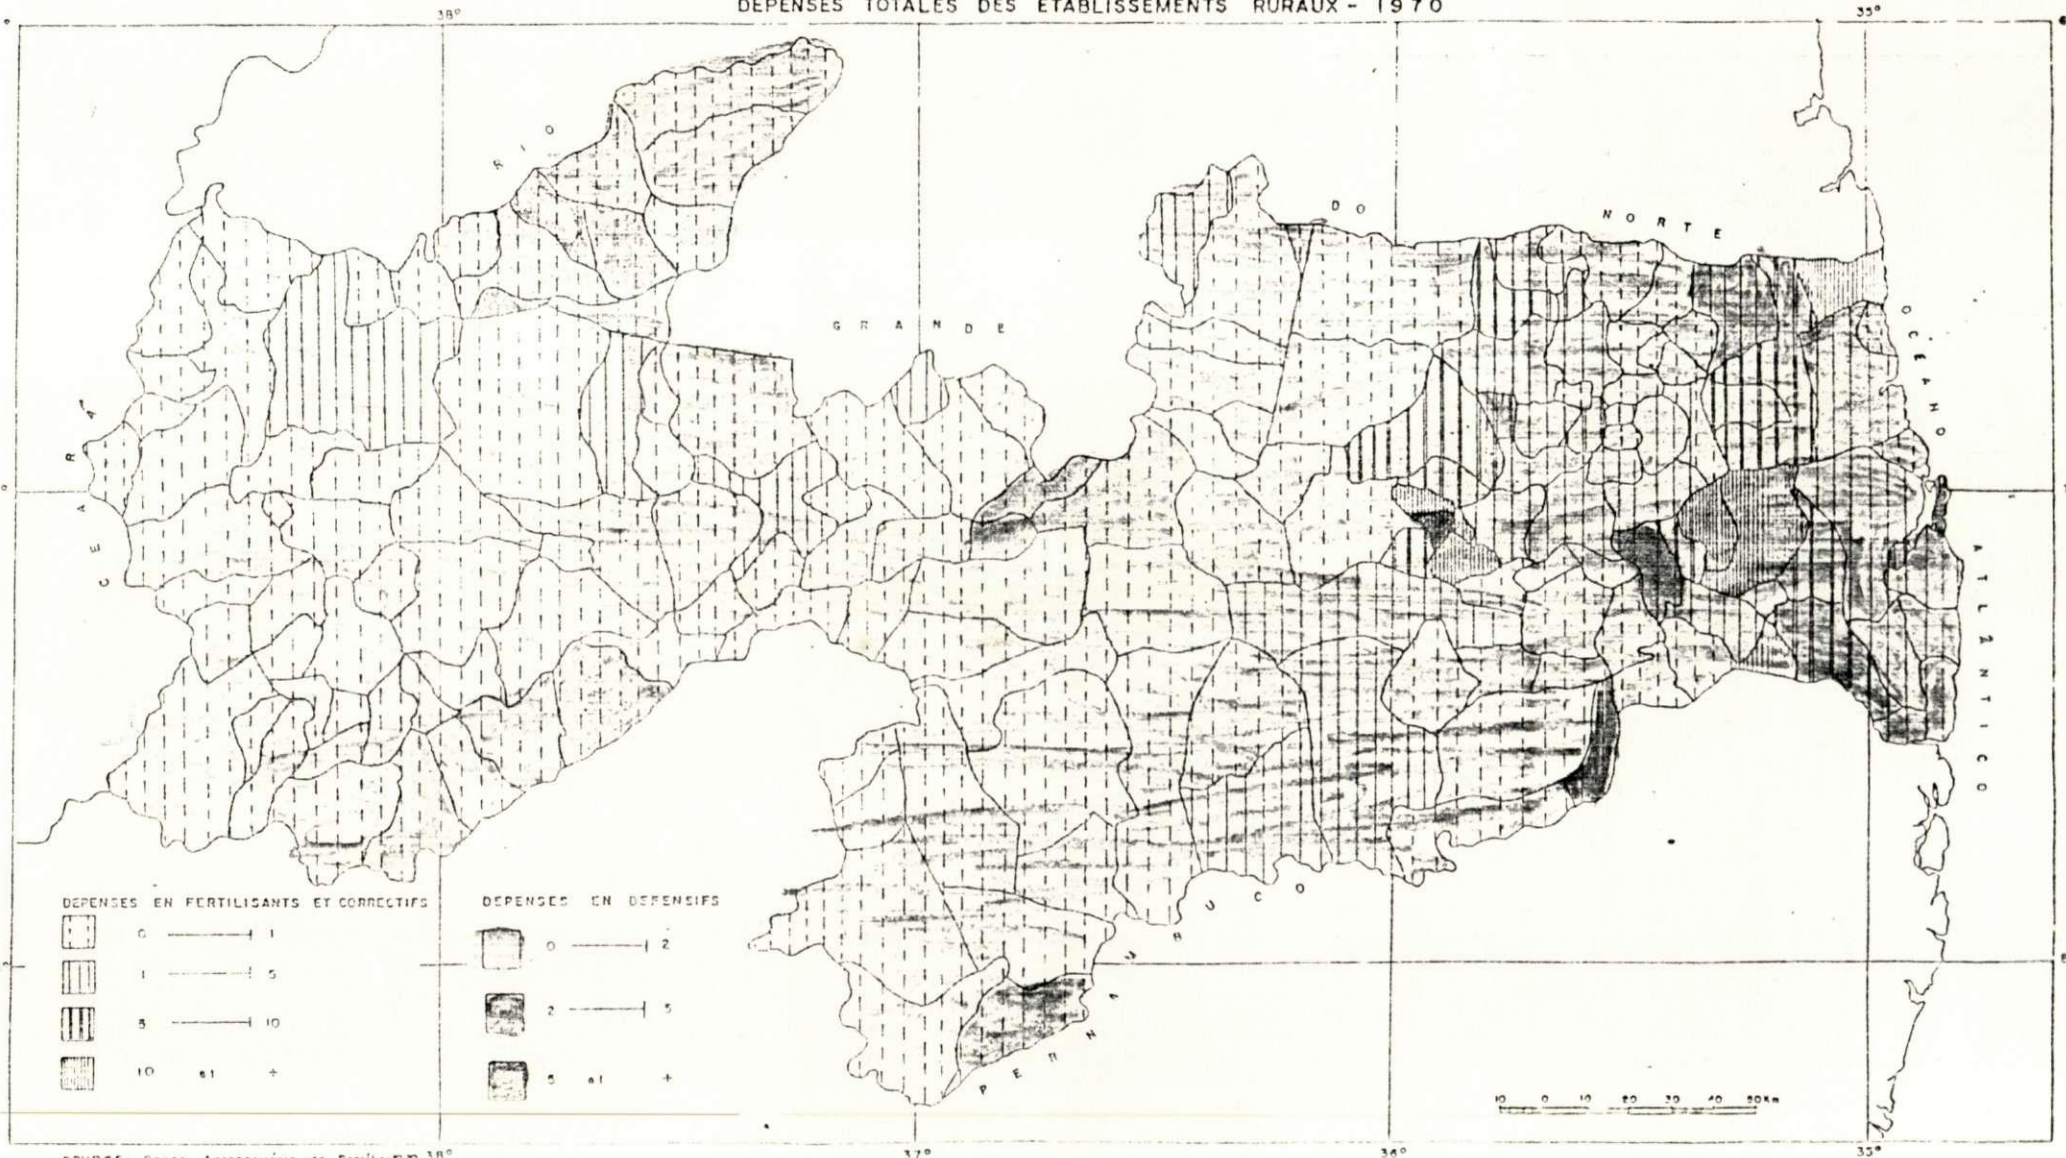 DEPENSES TOTALES DES ETABLISSEMENTS RURAUX - 1970
38°
35°
RIO
DO
NORTE
GRANDE
OCEANO
CEARÁ
ATLÂNTICO
PERNAMBUCO
DEPENSES EN FERTILISANTS ET CORRECTIFS
0 1
1 5
5 10
10 et +
DEPENSES EN DEFENSIFS
0 2
2 5
5 et +
10 0 10 20 30 40 50Km
38°
37°
36°
35°